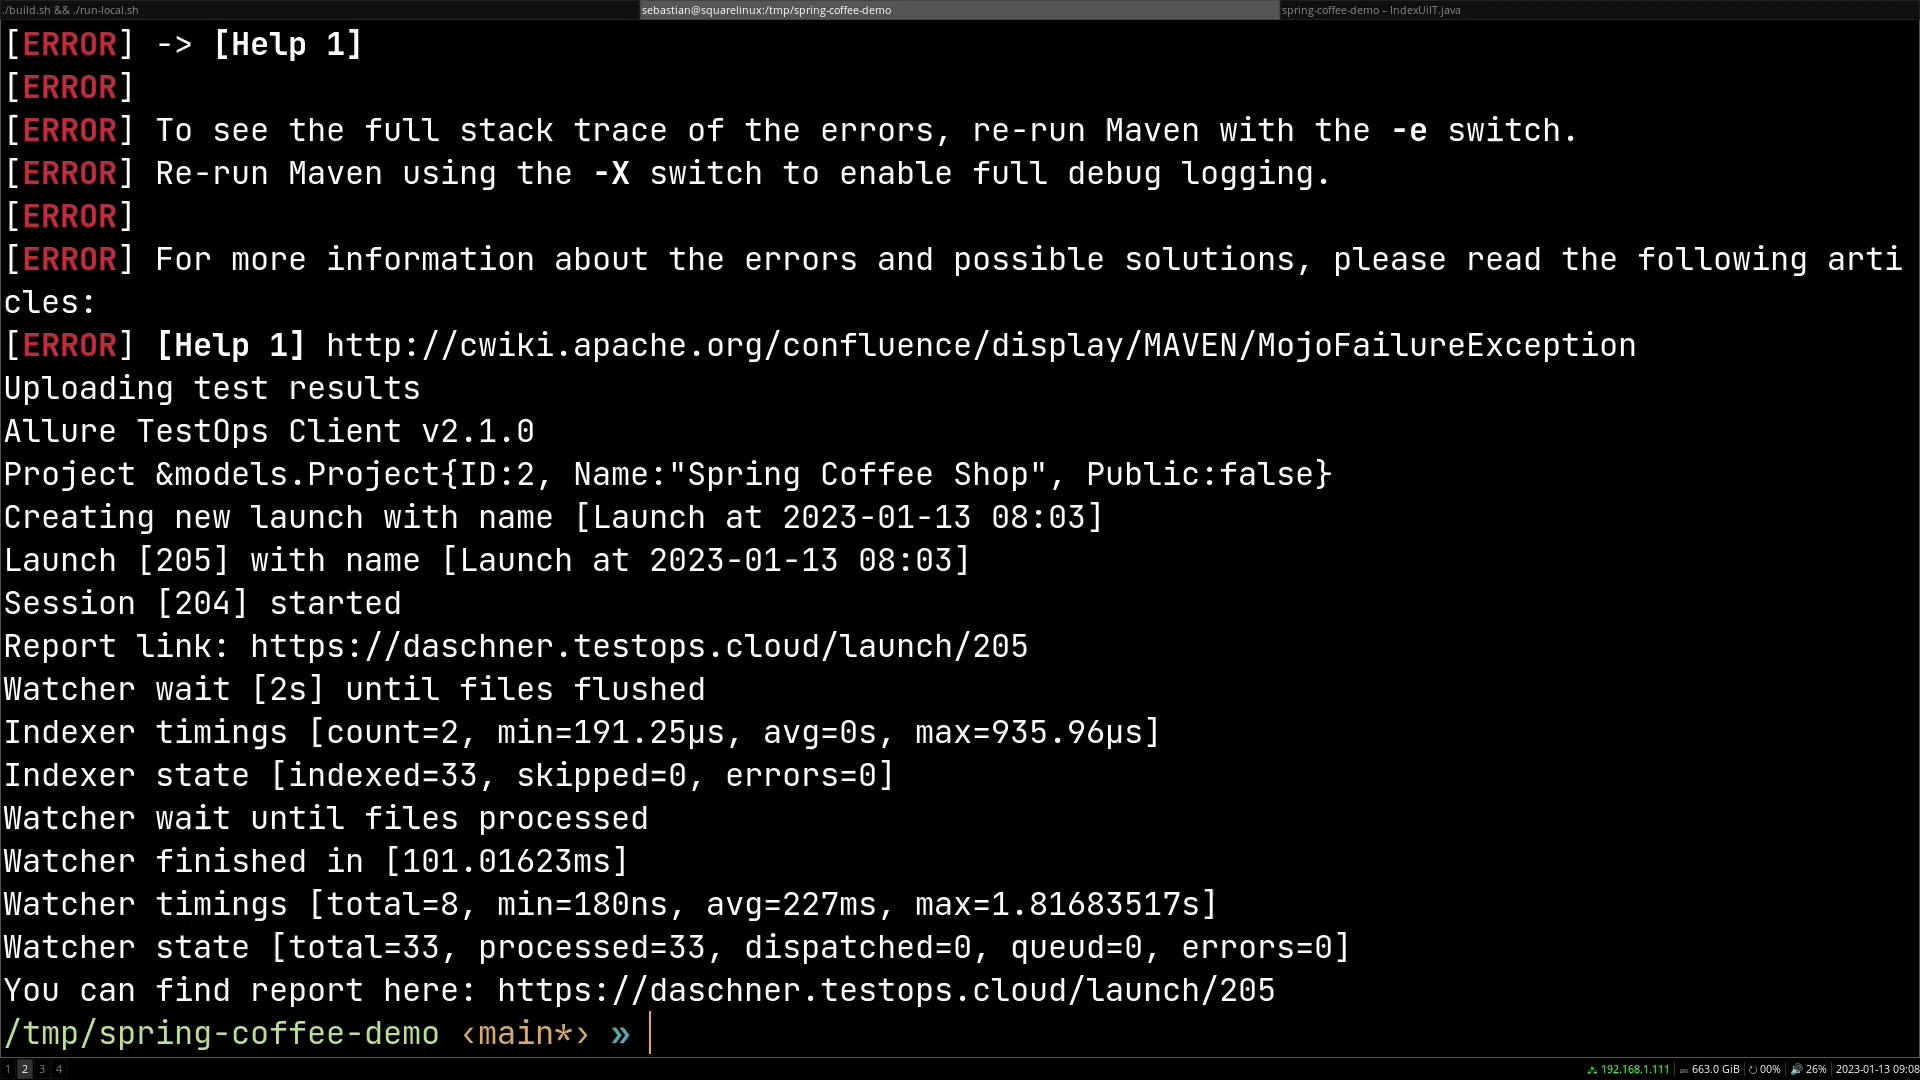 ./build.sh && ./run-local.sh
sebastian@squarelinux:/tmp/spring-coffee-demo
spring-coffee-demo – IndexUiIT.java
[ERROR] -> [Help 1]
[ERROR]
[ERROR] To see the full stack trace of the errors, re-run Maven with the -e switch.
[ERROR] Re-run Maven using the -X switch to enable full debug logging.
[ERROR]
[ERROR] For more information about the errors and possible solutions, please read the following arti
cles:
[ERROR] [Help 1] http://cwiki.apache.org/confluence/display/MAVEN/MojoFailureException
Uploading test results
Allure TestOps Client v2.1.0
Project &models.Project{ID:2, Name:"Spring Coffee Shop", Public:false}
Creating new launch with name [Launch at 2023-01-13 08:03]
Launch [205] with name [Launch at 2023-01-13 08:03]
Session [204] started
Report link: https://daschner.testops.cloud/launch/205
Watcher wait [2s] until files flushed
Indexer timings [count=2, min=191.25µs, avg=0s, max=935.96µs]
Indexer state [indexed=33, skipped=0, errors=0]
Watcher wait until files processed
Watcher finished in [101.01623ms]
Watcher timings [total=8, min=180ns, avg=227ms, max=1.81683517s]
Watcher state [total=33, processed=33, dispatched=0, queud=0, errors=0]
You can find report here: https://daschner.testops.cloud/launch/205
/tmp/spring-coffee-demo ‹main*› »
1 2 3 4
192.168.1.111 663.0 GiB 00% 26% 2023-01-13 09:08